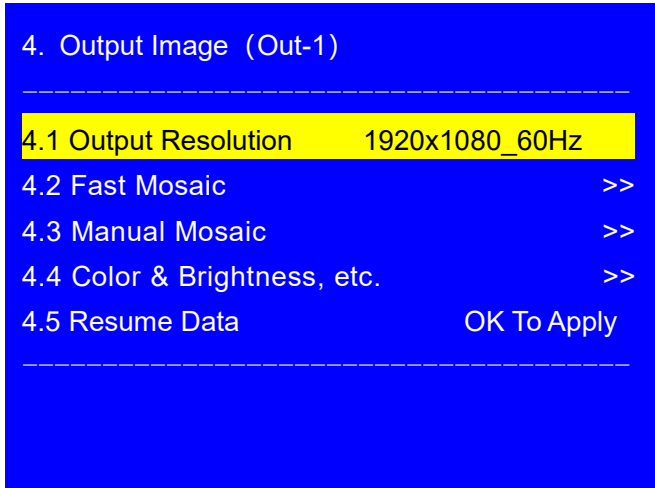 4. Output Image (Out-1)
4.1 Output Resolution 1920x1080_60Hz
4.2 Fast Mosaic >>
4.3 Manual Mosaic >>
4.4 Color & Brightness, etc. >>
4.5 Resume Data OK To Apply